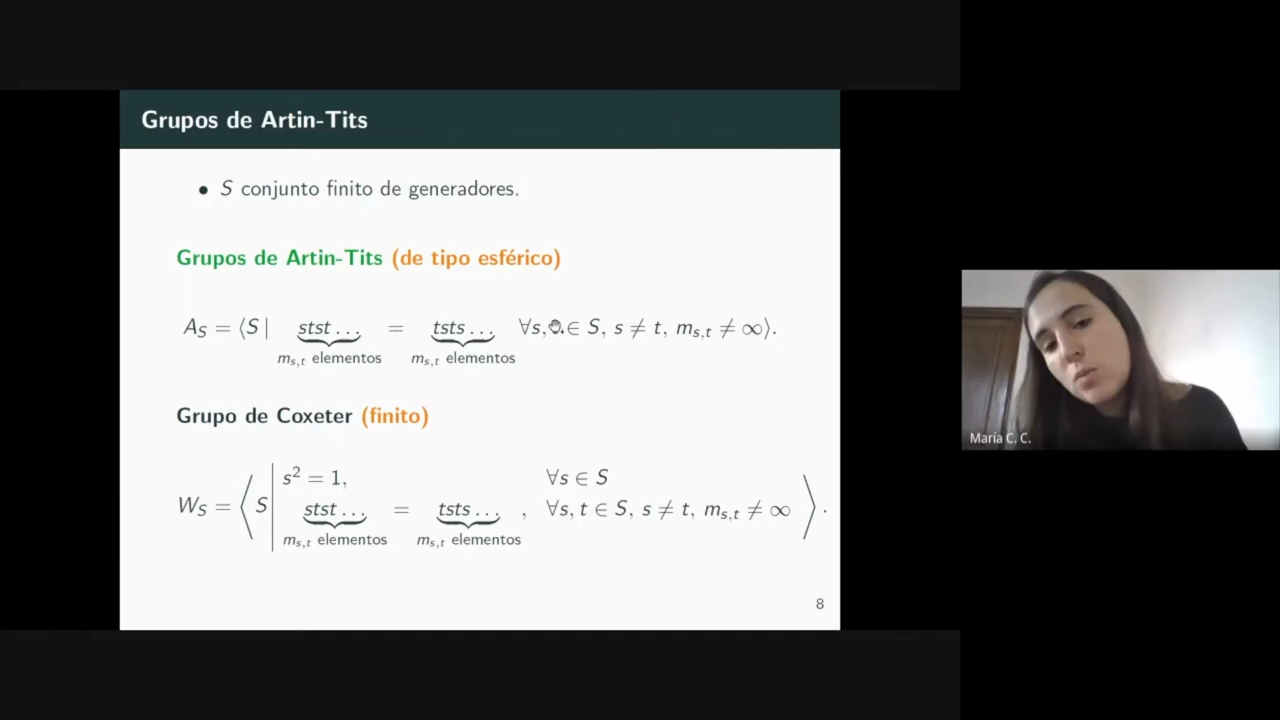 Grupos de Artin-Tits
• S conjunto finito de generadores.
Grupos de Artin-Tits (de tipo esférico)
A_S = ⟨S | stst... = tsts... ∀s, ∈ S, s ≠ t, m_{s,t} ≠ ∞⟩.
m_{s,t} elementos m_{s,t} elementos
Grupo de Coxeter (finito)
s² = 1, ∀s ∈ S
W_S = ⟨ S | stst... = tsts... , ∀s, t ∈ S, s ≠ t, m_{s,t} ≠ ∞ ⟩.
m_{s,t} elementos m_{s,t} elementos
8
María C. C.